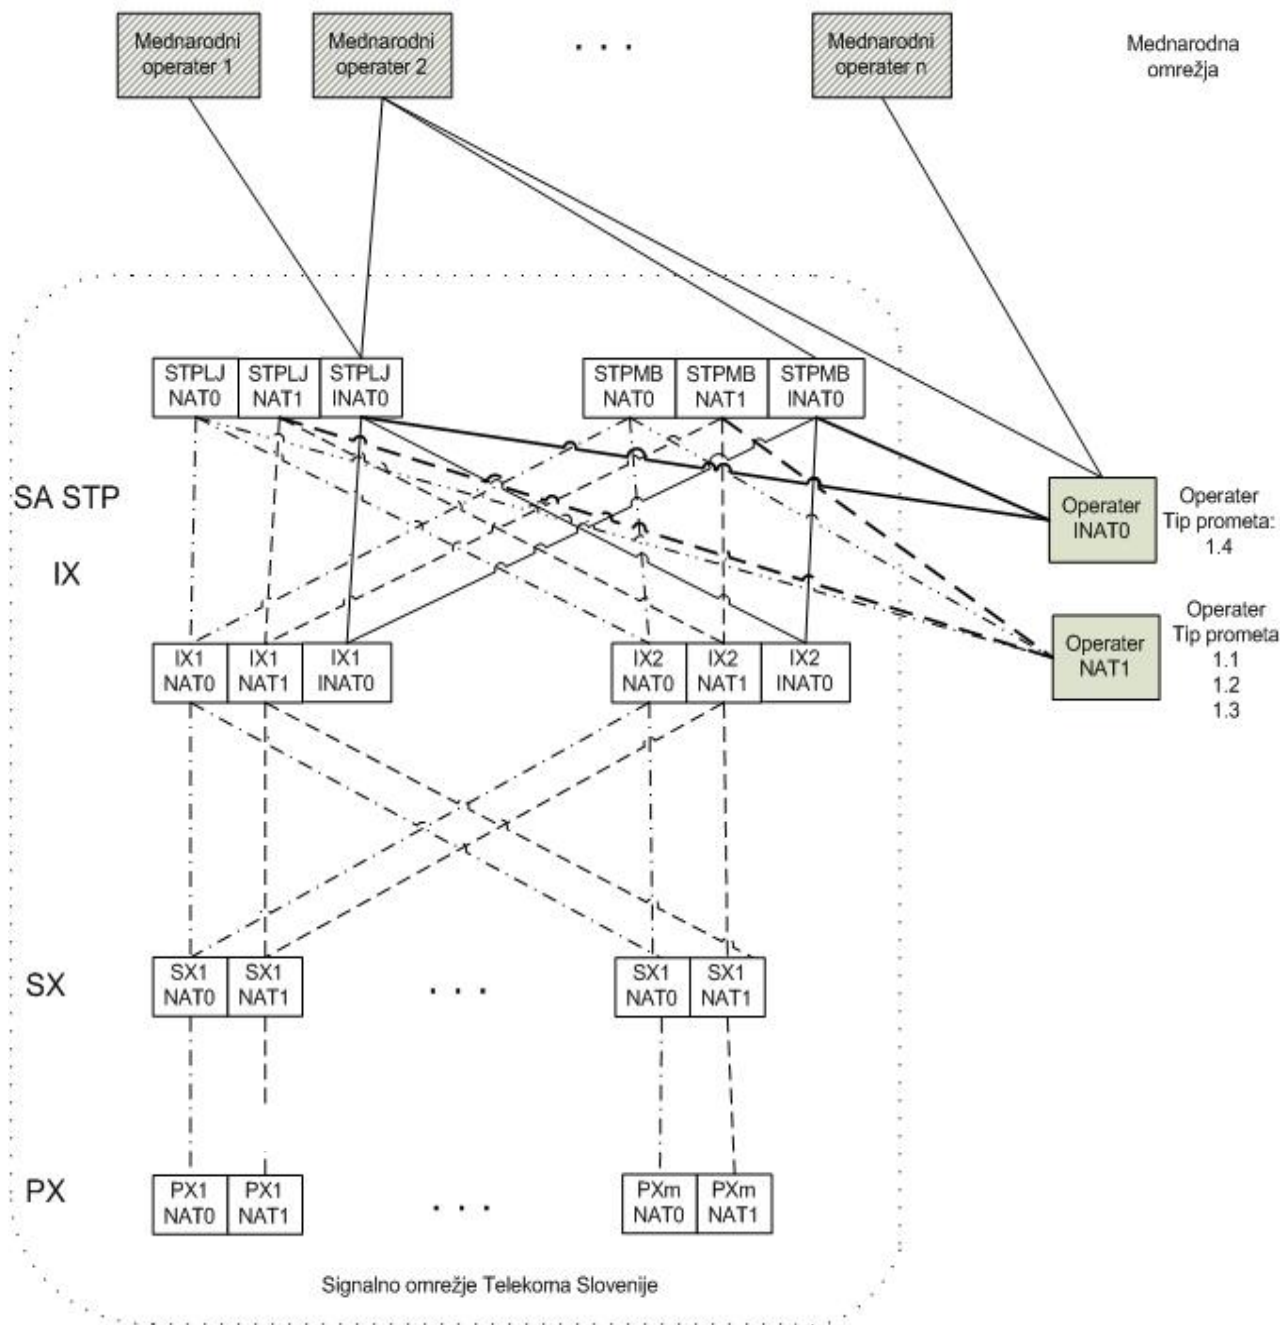 Mednarodni
operater 1
Mednarodni
operater 2
. . .
Mednarodni
operater n
Mednarodna
omrežja
STPLJ
NAT0
STPLJ
NAT1
STPLJ
INAT0
STPMB
NAT0
STPMB
NAT1
STPMB
INAT0
SA STP
IX
Operater
INAT0
Operater
Tip prometa:
1.4
IX1
NAT0
IX1
NAT1
IX1
INAT0
IX2
NAT0
IX2
NAT1
IX2
INAT0
Operater
NAT1
Operater
Tip prometa
1.1
1.2
1.3
SX
SX1
NAT0
SX1
NAT1
. . .
SX1
NAT0
SX1
NAT1
PX
PX1
NAT0
PX1
NAT1
. . .
PXm
NAT0
PXm
NAT1
Signalno omrežje Telekoma Slovenije